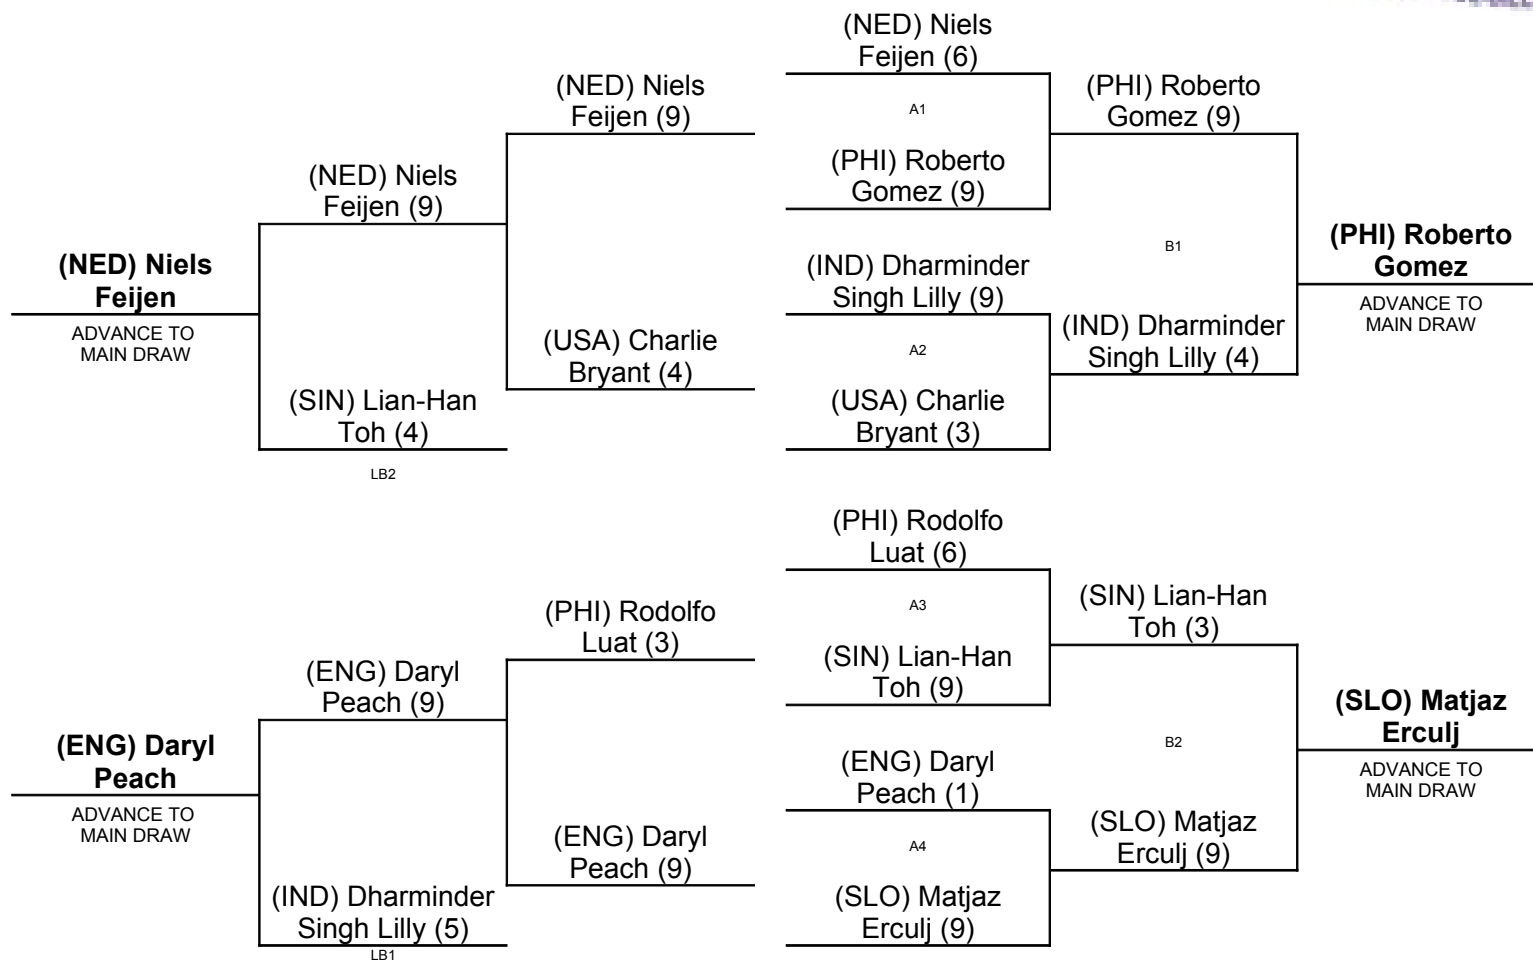 (NED) Niels
Feijen (6)
(NED) Niels
Feijen (9)
(PHI) Roberto
Gomez (9)
A1
(NED) Niels
Feijen (9)
(PHI) Roberto
Gomez (9)
(NED) Niels
Feijen
(IND) Dharminder
Singh Lilly (9)
B1
(PHI) Roberto
Gomez
ADVANCE TO
MAIN DRAW
ADVANCE TO
MAIN DRAW
(USA) Charlie
Bryant (4)
A2
(IND) Dharminder
Singh Lilly (4)
(SIN) Lian-Han
Toh (4)
(USA) Charlie
Bryant (3)
LB2
(PHI) Rodolfo
Luat (6)
(PHI) Rodolfo
Luat (3)
A3
(SIN) Lian-Han
Toh (3)
(ENG) Daryl
Peach (9)
(SIN) Lian-Han
Toh (9)
(ENG) Daryl
Peach
B2
(SLO) Matjaz
Erculj
ADVANCE TO
MAIN DRAW
(ENG) Daryl
Peach (1)
ADVANCE TO
MAIN DRAW
(ENG) Daryl
Peach (9)
A4
(SLO) Matjaz
Erculj (9)
(IND) Dharminder
Singh Lilly (5)
(SLO) Matjaz
Erculj (9)
LB1